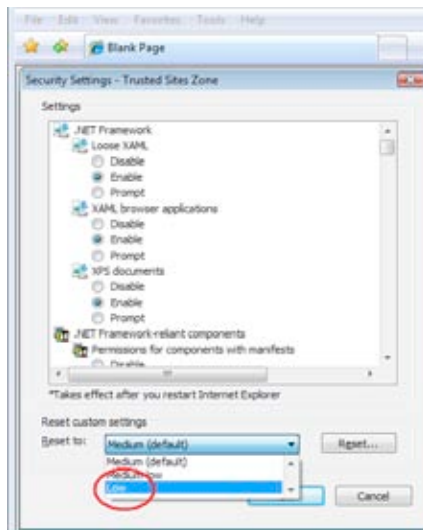 File Edit View Favorites Tools Help
Blank Page
Security Settings - Trusted Sites Zone
Settings
.NET Framework
Loose XAML
Disable
Enable
Prompt
XAML browser applications
Disable
Enable
Prompt
XPS documents
Disable
Enable
Prompt
.NET Framework-reliant components
Permissions for components with manifests
Disable
*Takes effect after you restart Internet Explorer
Reset custom settings
Reset to: Medium (default) Reset...
Medium (default)
Medium-low
Low
Cancel